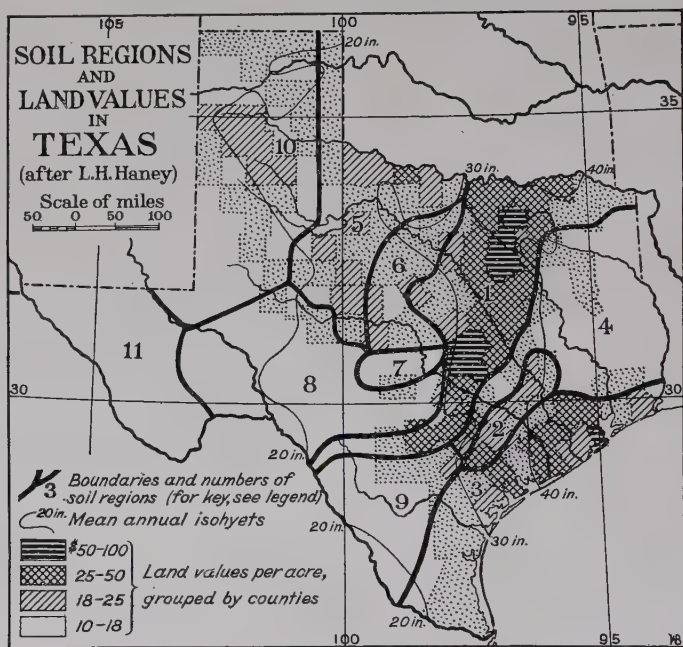 105
100
95
SOIL REGIONS
AND
LAND VALUES
IN
TEXAS
(after L.H. Haney)
Scale of miles
50 0 50 100
20 in.
35
10
30 in.
40 in.
5
6
1
4
11
8
7
30
30
2
20 in.
3
9
40 in.
20 in.
30 in.
20 in.
3 Boundaries and numbers of
soil regions (for key, see legend)
20 in. Mean annual isohyets
$50-100
25-50
18-25
10-18
Land values per acre,
grouped by counties
100
95